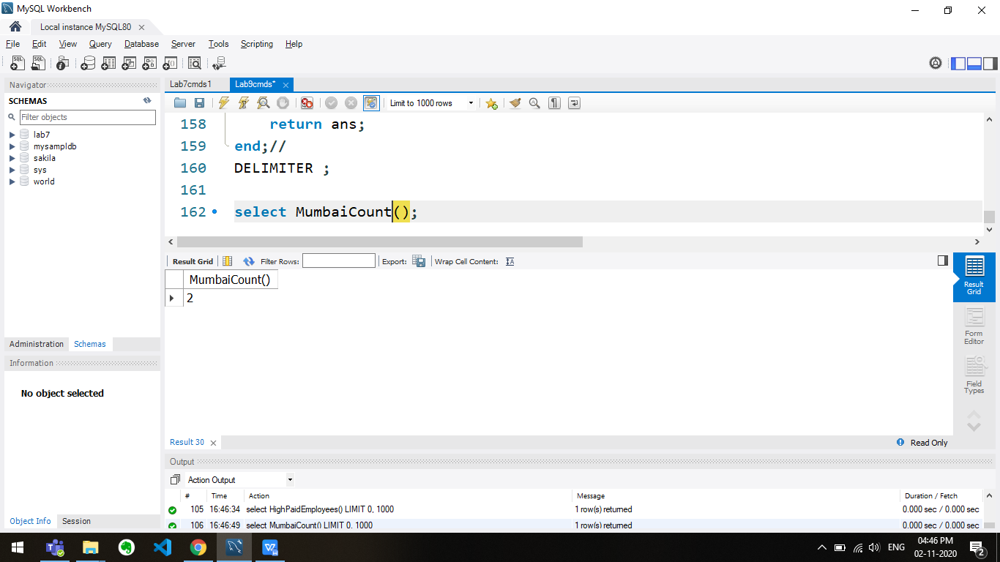 MySQL Workbench
Local instance MySQL80
File Edit View Query Database Server Tools Scripting Help
Navigator
SCHEMAS
Filter objects
lab7
mysampldb
sakila
sys
world
Administration Schemas
Information
No object selected
Object Info Session
Lab7cmds1 Lab9cmds*
Limit to 1000 rows
158 return ans;
159 end;//
160 DELIMITER ;
161
162 select MumbaiCount();
Result Grid Filter Rows: Export: Wrap Cell Content:
MumbaiCount()
2
Result
Grid
Form
Editor
Field
Types
Result 30 Read Only
Output
Action Output
# Time Action Message Duration / Fetch
105 16:46:34 select HighPaidEmployees() LIMIT 0, 1000 1 row(s) returned 0.000 sec / 0.000 sec
106 16:46:49 select MumbaiCount() LIMIT 0, 1000 1 row(s) returned 0.000 sec / 0.000 sec
ENG 04:46 PM
02-11-2020
2